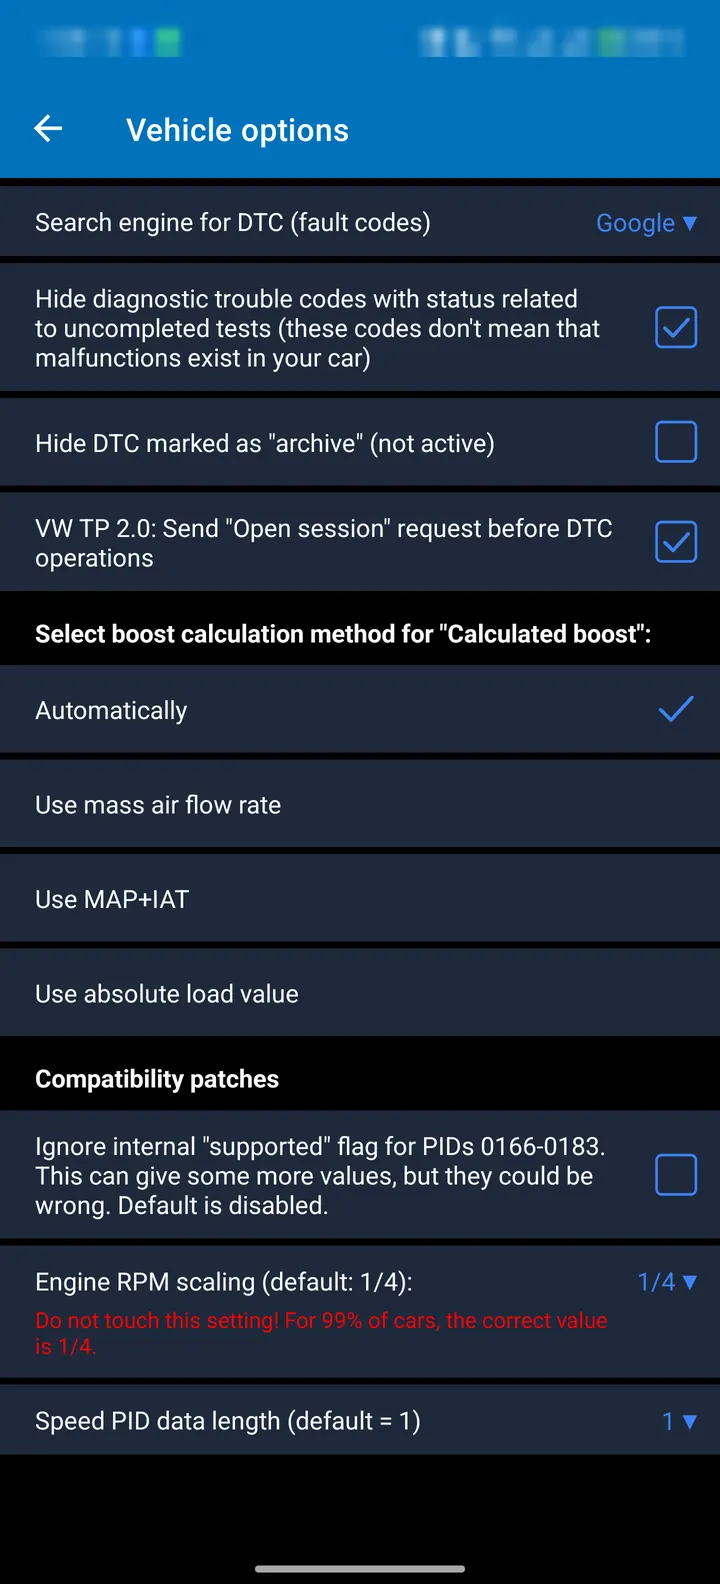 Vehicle options
Search engine for DTC (fault codes)
Google ▼
Hide diagnostic trouble codes with status related
to uncompleted tests (these codes don't mean that
malfunctions exist in your car)
Hide DTC marked as "archive" (not active)
VW TP 2.0: Send "Open session" request before DTC
operations
Select boost calculation method for "Calculated boost":
Automatically
Use mass air flow rate
Use MAP+IAT
Use absolute load value
Compatibility patches
Ignore internal "supported" flag for PIDs 0166-0183.
This can give some more values, but they could be
wrong. Default is disabled.
Engine RPM scaling (default: 1/4):
1/4 ▼
Do not touch this setting! For 99% of cars, the correct value
is 1/4.
Speed PID data length (default = 1)
1 ▼